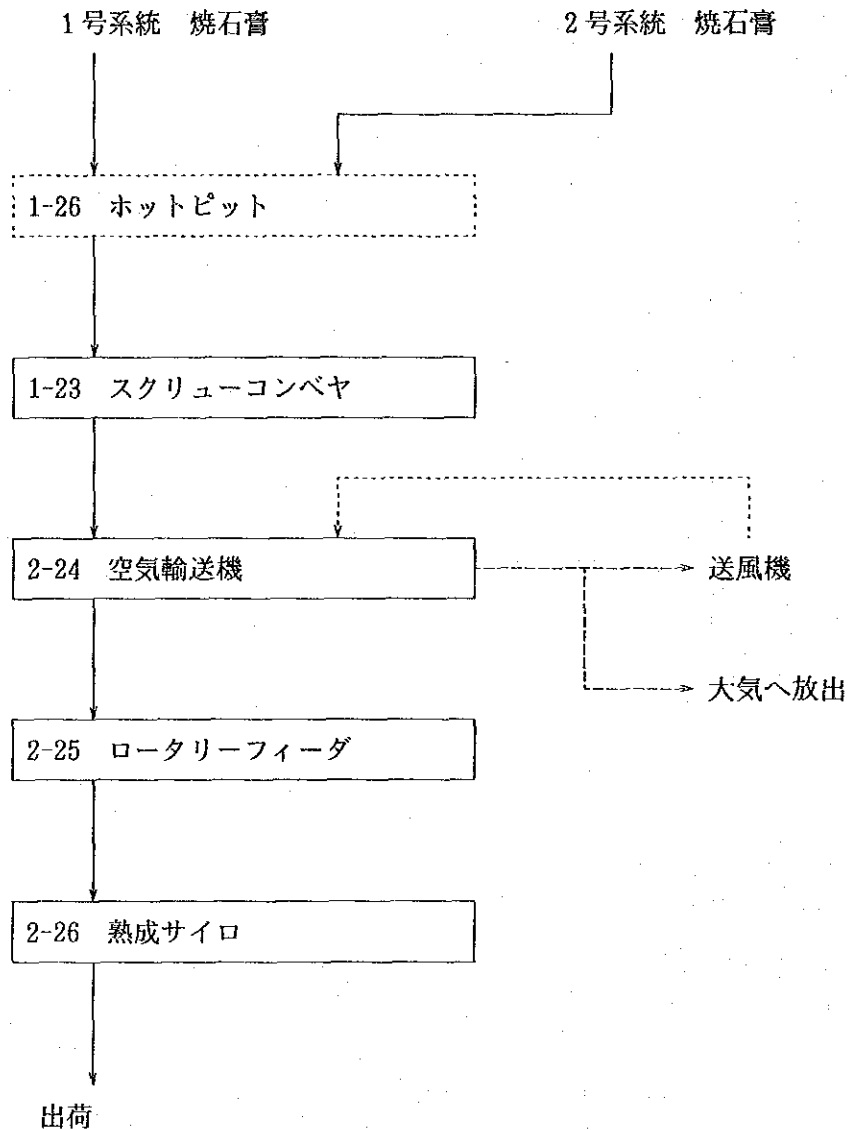 1号系統 焼石膏
2号系統 焼石膏
1-26 ホットピット
1-23 スクリューコンベヤ
2-24 空気輸送機
送風機
大気へ放出
2-25 ロータリーフィーダ
2-26 熟成サイロ
出荷